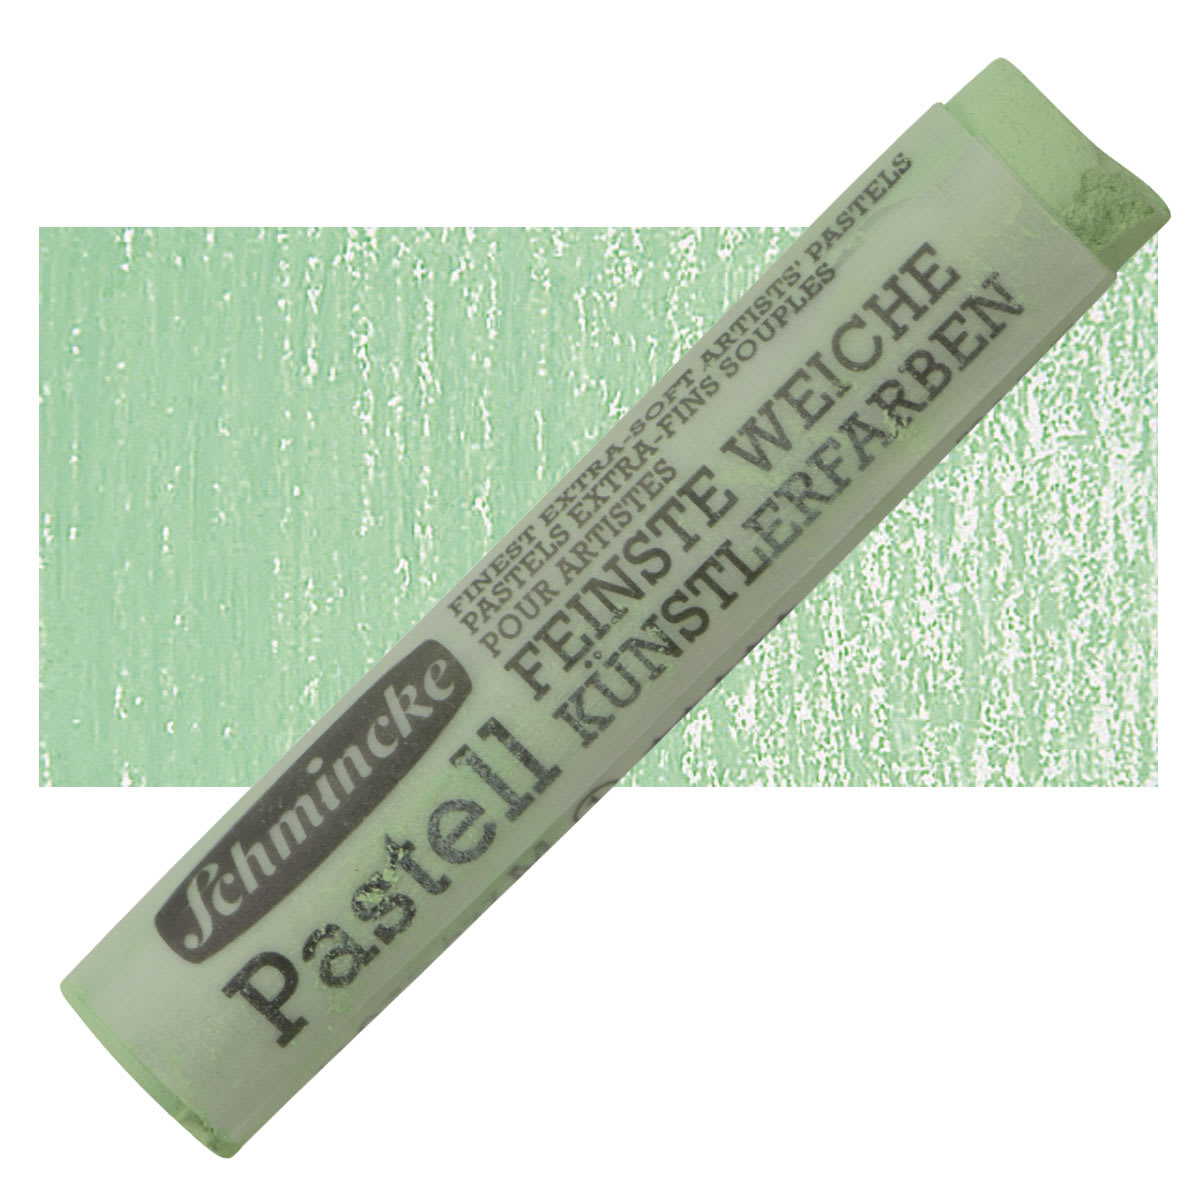 FINEST EXTRA-SOFT ARTISTS' PASTELS
PASTELS EXTRA-FINS SOUPLES
POUR ARTISTES
FEINSTE WEICHE
KÜNSTLERFARBEN
Schmincke
Pastell